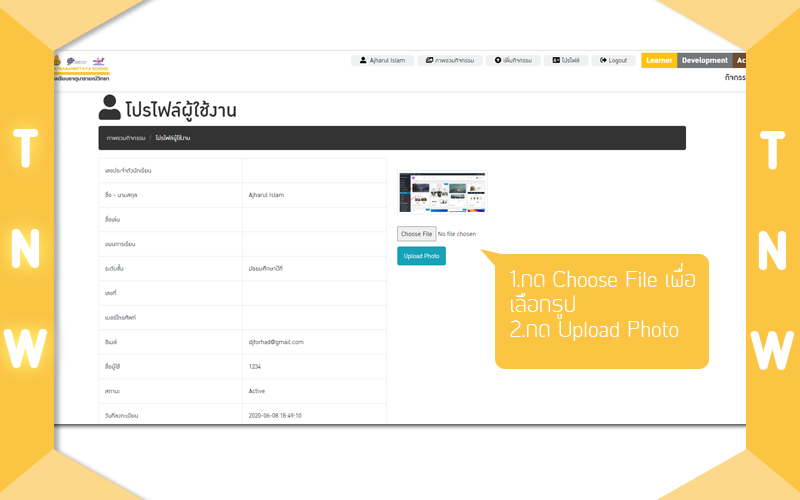 Ajharul Islam
ภาพรวมกิจกรรม
เพิ่มกิจกรรม
โปรไฟล์
Logout
Learner
Development
กิจกรร
โปรไฟล์ผู้ใช้งาน
ภาพรวมกิจกรรม / โปรไฟล์ผู้ใช้งาน
เลขประจำตัวนักเรียน
ชื่อ - นามสกุล Ajharul Islam
ชื่อเล่น
แผนการเรียน
ระดับชั้น มัธยมศึกษาปีที่
เลขที่
เบอร์โทรศัพท์
อีเมล์ djforhad@gmail.com
ชื่อผู้ใช้ 1234
สถานะ Active
วันที่ลงทะเบียน 2020-06-08 18:49:10
Choose File No file chosen
Upload Photo
1.กด Choose File เพื่อ
เลือกรูป
2.กด Upload Photo
T
N
W
T
N
W